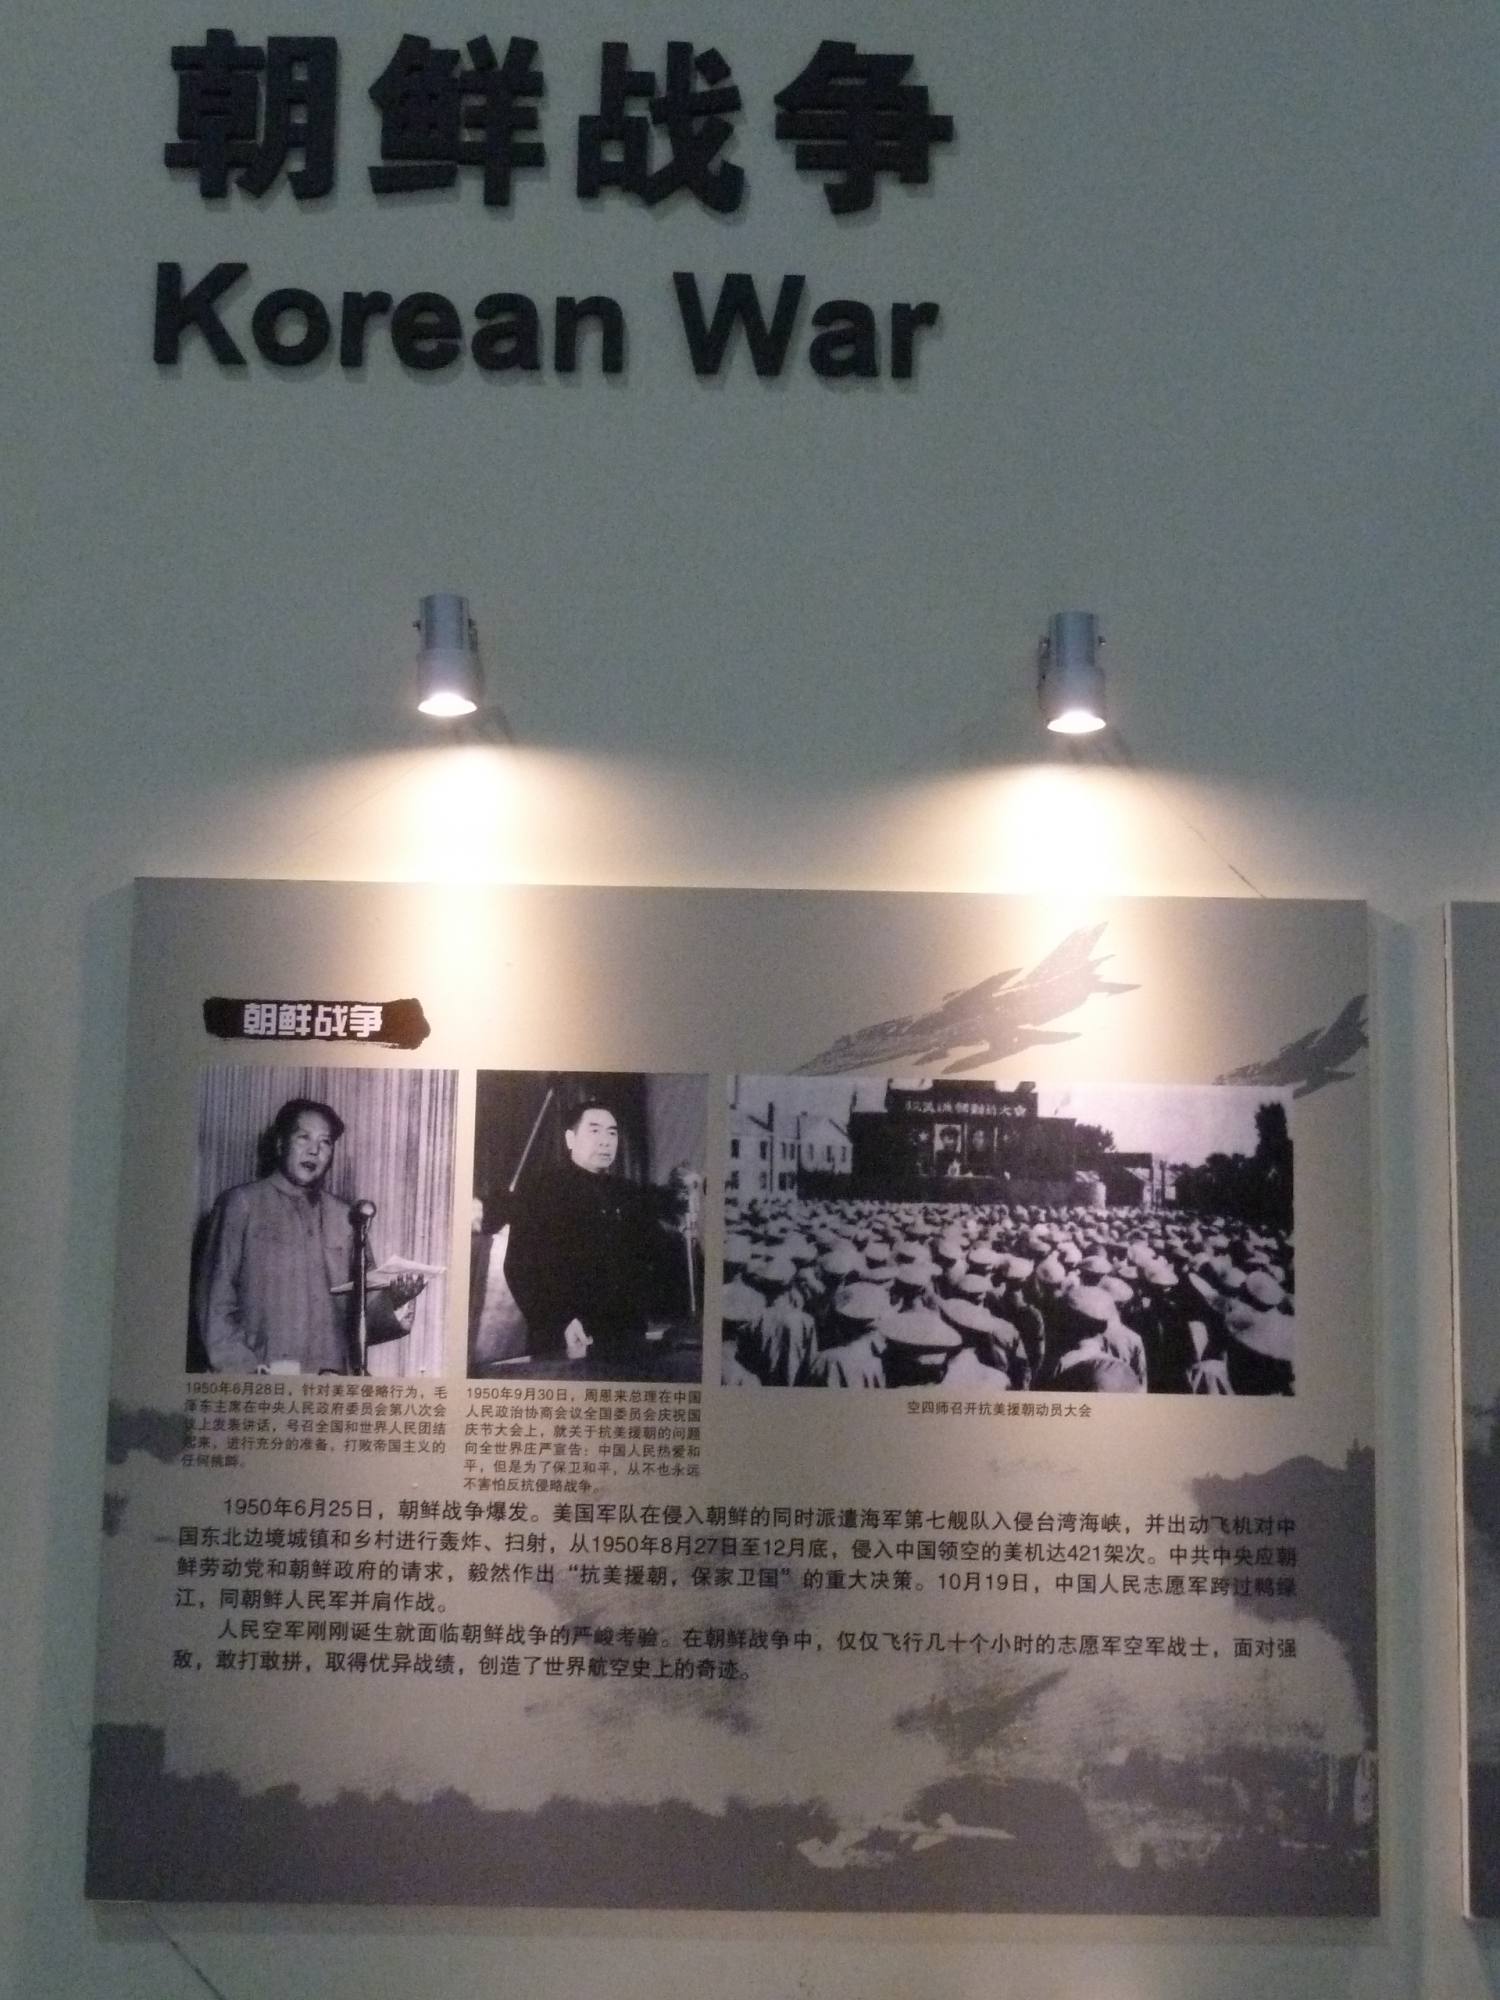 朝鲜战争
Korean War
朝鲜战争
1950年6月28日，针对美军侵略行为，毛
泽东主席在中央人民政府委员会第八次会
议上发表讲话，号召全国和世界人民团结
起来，进行充分的准备，打败帝国主义的
任何挑衅。
1950年9月30日，周恩来总理在中国
人民政治协商会议全国委员会庆祝国
庆节大会上，就关于抗美援朝的问题
向全世界庄严宣告：中国人民热爱和
平，但是为了保卫和平，从不也永远
不害怕反抗侵略战争。
空四师召开抗美援朝动员大会
1950年6月25日，朝鲜战争爆发。美国军队在侵入朝鲜的同时派遣海军第七舰队入侵台湾海峡，并出动飞机对中
国东北边境城镇和乡村进行轰炸、扫射，从1950年8月27日至12月底，侵入中国领空的美机达421架次。中共中央应朝
鲜劳动党和朝鲜政府的请求，毅然作出“抗美援朝，保家卫国”的重大决策。10月19日，中国人民志愿军跨过鸭绿
江，同朝鲜人民军并肩作战。
人民空军刚刚诞生就面临朝鲜战争的严峻考验。在朝鲜战争中，仅仅飞行几十个小时的志愿军空军战士，面对强
敌，敢打敢拼，取得优异战绩，创造了世界航空史上的奇迹。